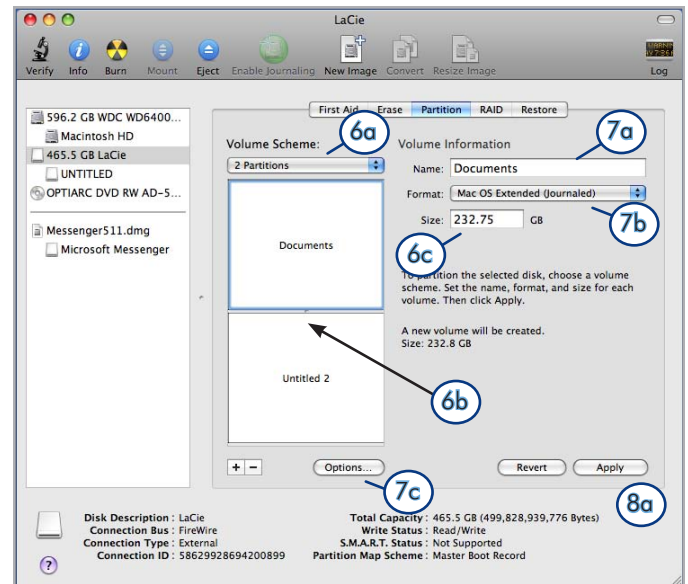 LaCie
Verify Info Burn Mount Eject Enable Journaling New Image Convert Resize Image Log
First Aid Erase Partition RAID Restore
596.2 GB WDC WD6400...
Macintosh HD
465.5 GB LaCie
UNTITLED
OPTIARC DVD RW AD-5...
Messenger511.dmg
Microsoft Messenger
6a
Volume Scheme:
2 Partitions
Documents
Untitled 2
6b
+ -
Options...
7c
Volume Information
7a
Name: Documents
Format: Mac OS Extended (Journaled)
7b
Size: 232.75 GB
6c
To partition the selected disk, choose a volume
scheme. Set the name, format, and size for each
volume. Then click Apply.
A new volume will be created.
Size: 232.8 GB
Revert Apply
8a
Disk Description : LaCie
Connection Bus : FireWire
Connection Type : External
Connection ID : 58629928694200899
Total Capacity : 465.5 GB (499,828,939,776 Bytes)
Write Status : Read/Write
S.M.A.R.T. Status : Not Supported
Partition Map Scheme : Master Boot Record
?